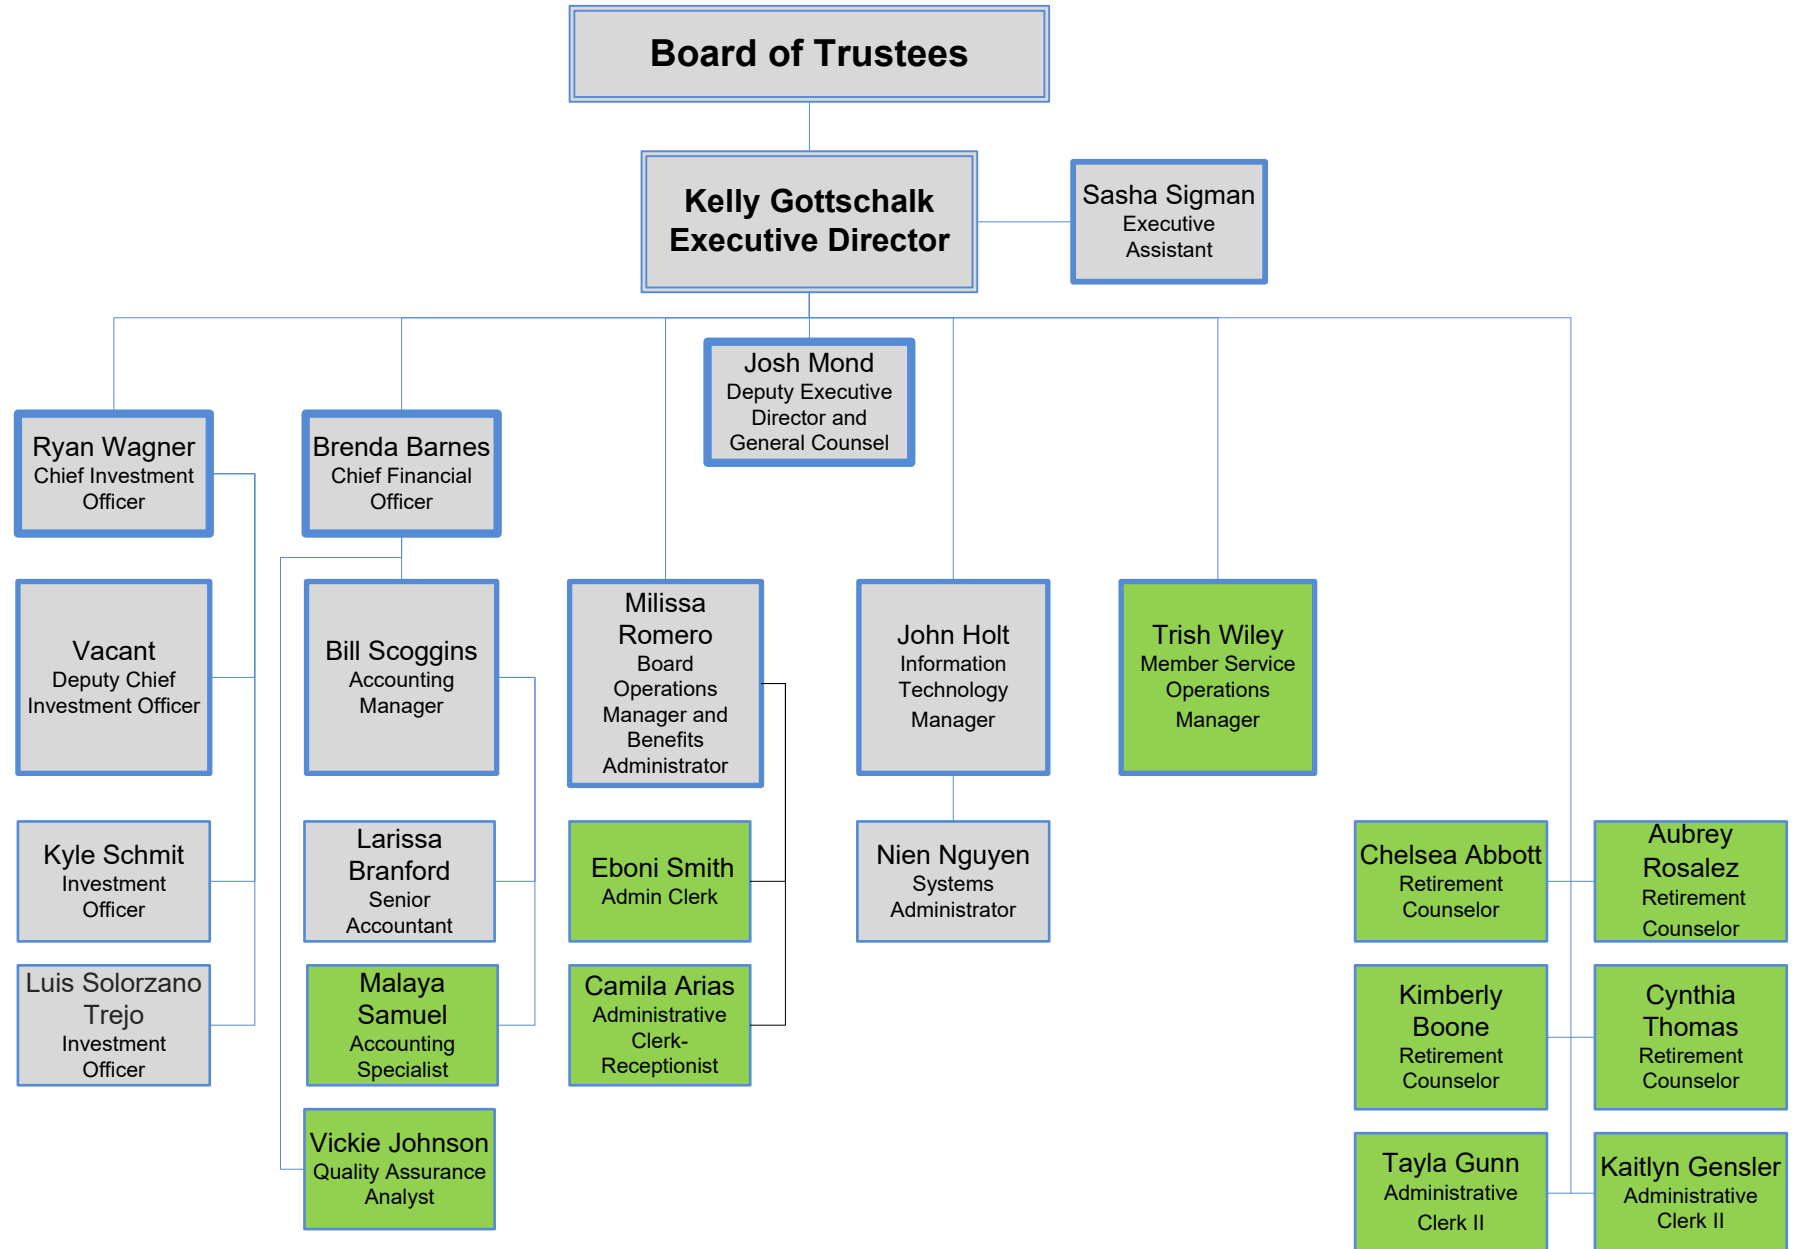 Board of Trustees
Kelly Gottschalk
Executive Director
Sasha Sigman
Executive
Assistant
Josh Mond
Deputy Executive
Director and
General Counsel
Ryan Wagner
Chief Investment
Officer
Brenda Barnes
Chief Financial
Officer
Vacant
Deputy Chief
Investment Officer
Bill Scoggins
Accounting
Manager
Milissa
Romero
Board
Operations
Manager and
Benefits
Administrator
John Holt
Information
Technology
Manager
Trish Wiley
Member Service
Operations
Manager
Kyle Schmit
Investment
Officer
Larissa
Branford
Senior
Accountant
Eboni Smith
Admin Clerk
Nien Nguyen
Systems
Administrator
Chelsea Abbott
Retirement
Counselor
Aubrey
Rosalez
Retirement
Counselor
Luis Solorzano
Trejo
Investment
Officer
Malaya
Samuel
Accounting
Specialist
Camila Arias
Administrative
Clerk-
Receptionist
Kimberly
Boone
Retirement
Counselor
Cynthia
Thomas
Retirement
Counselor
Vickie Johnson
Quality Assurance
Analyst
Tayla Gunn
Administrative
Clerk II
Kaitlyn Gensler
Administrative
Clerk II